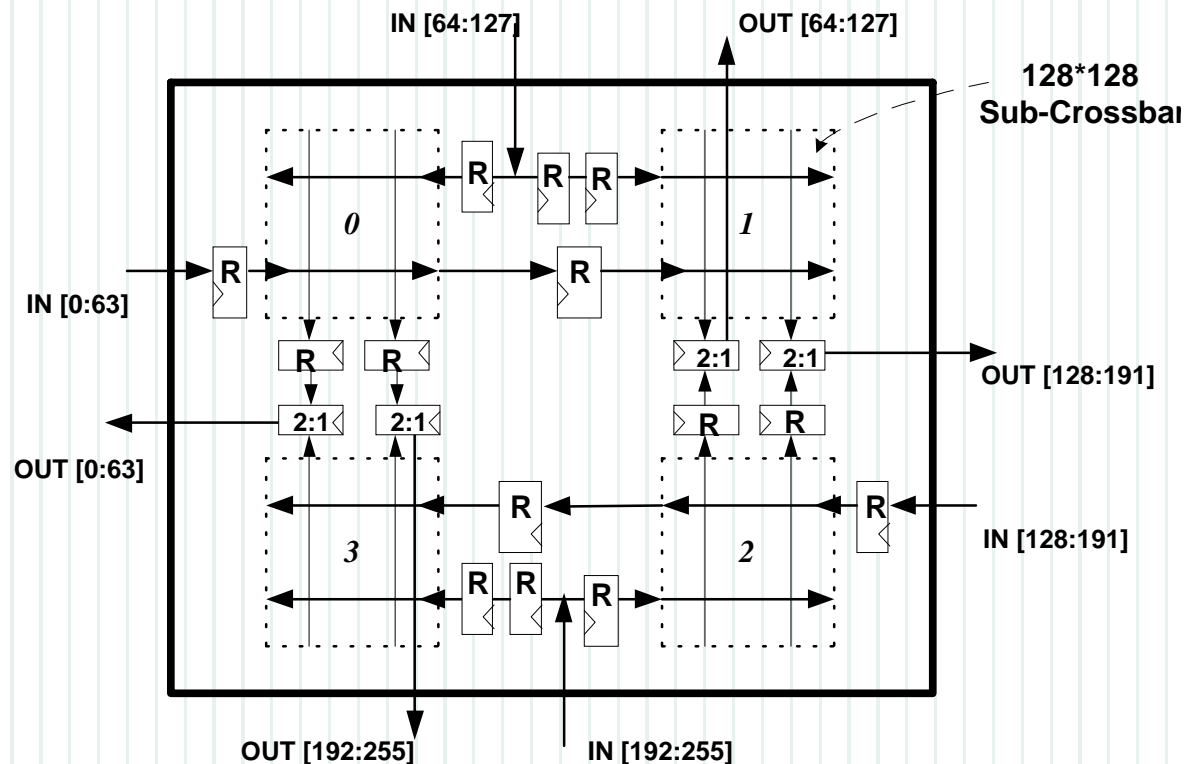 IN [64:127]
OUT [64:127]
128*128
Sub-Crossbar
R
R
R
0
1
R
R
IN [0:63]
R
R
2:1
2:1
OUT [128:191]
2:1
2:1
R
R
OUT [0:63]
R
R
IN [128:191]
3
2
R
R
R
OUT [192:255]
IN [192:255]